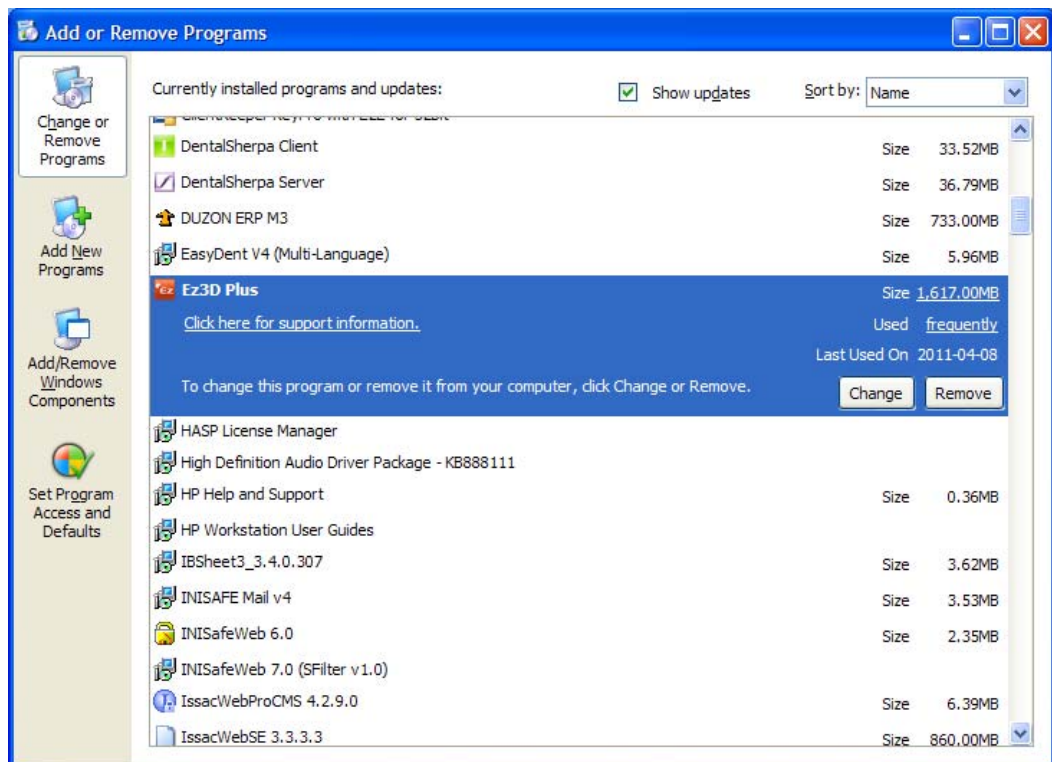 Add or Remove Programs
Change or
Remove
Programs
Add New
Programs
Add/Remove
Windows
Components
Set Program
Access and
Defaults
Currently installed programs and updates:
Show updates
Sort by: Name
ClientKeeper KeyPro with E2E for 32bit
DentalSherpa Client Size 33.52MB
DentalSherpa Server Size 36.79MB
DUZON ERP M3 Size 733.00MB
EasyDent V4 (Multi-Language) Size 5.96MB
Ez Ez3D Plus Size 1,617.00MB
Click here for support information. Used frequently
Last Used On 2011-04-08
To change this program or remove it from your computer, click Change or Remove. Change Remove
HASP License Manager
High Definition Audio Driver Package - KB888111
HP Help and Support Size 0.36MB
HP Workstation User Guides
IBSheet3_3.4.0.307 Size 3.62MB
INISAFE Mail v4 Size 3.53MB
INISafeWeb 6.0 Size 2.35MB
INISafeWeb 7.0 (SFilter v1.0)
IssacWebProCMS 4.2.9.0 Size 6.39MB
IssacWebSE 3.3.3.3 Size 860.00MB